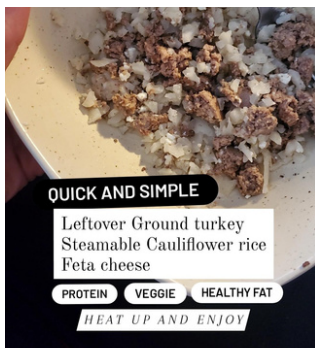 QUICK AND SIMPLE
Leftover Ground turkey
Steamable Cauliflower rice
Feta cheese
PROTEIN
VEGGIE
HEALTHY FAT
HEAT UP AND ENJOY